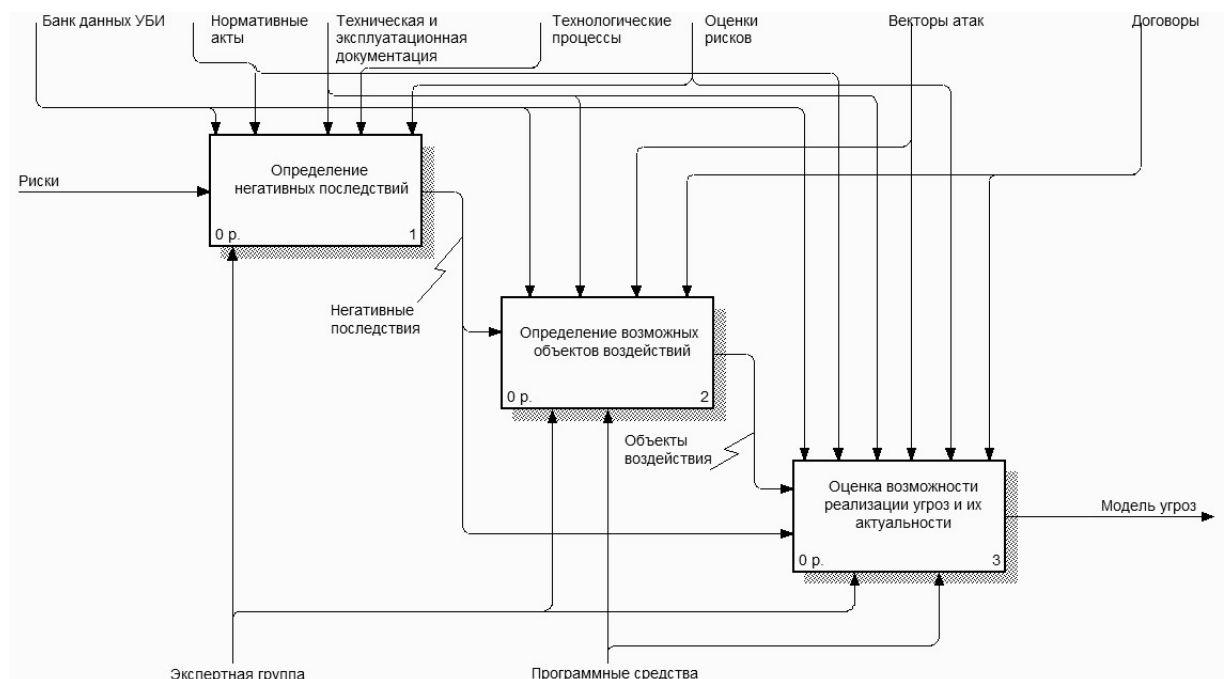 Банк данных УБИ
Нормативные
акты
Техническая и
эксплуатационная
документация
Технологические
процессы
Оценки
рисков
Векторы атак
Договоры
Риски
Определение
негативных последствий
0 р.
1
Негативные
последствия
Определение возможных
объектов воздействий
0 р.
2
Объекты
воздействия
Оценка возможности
реализации угроз и их
актуальности
0 р.
3
Модель угроз
Экспертная группа
Программные средства